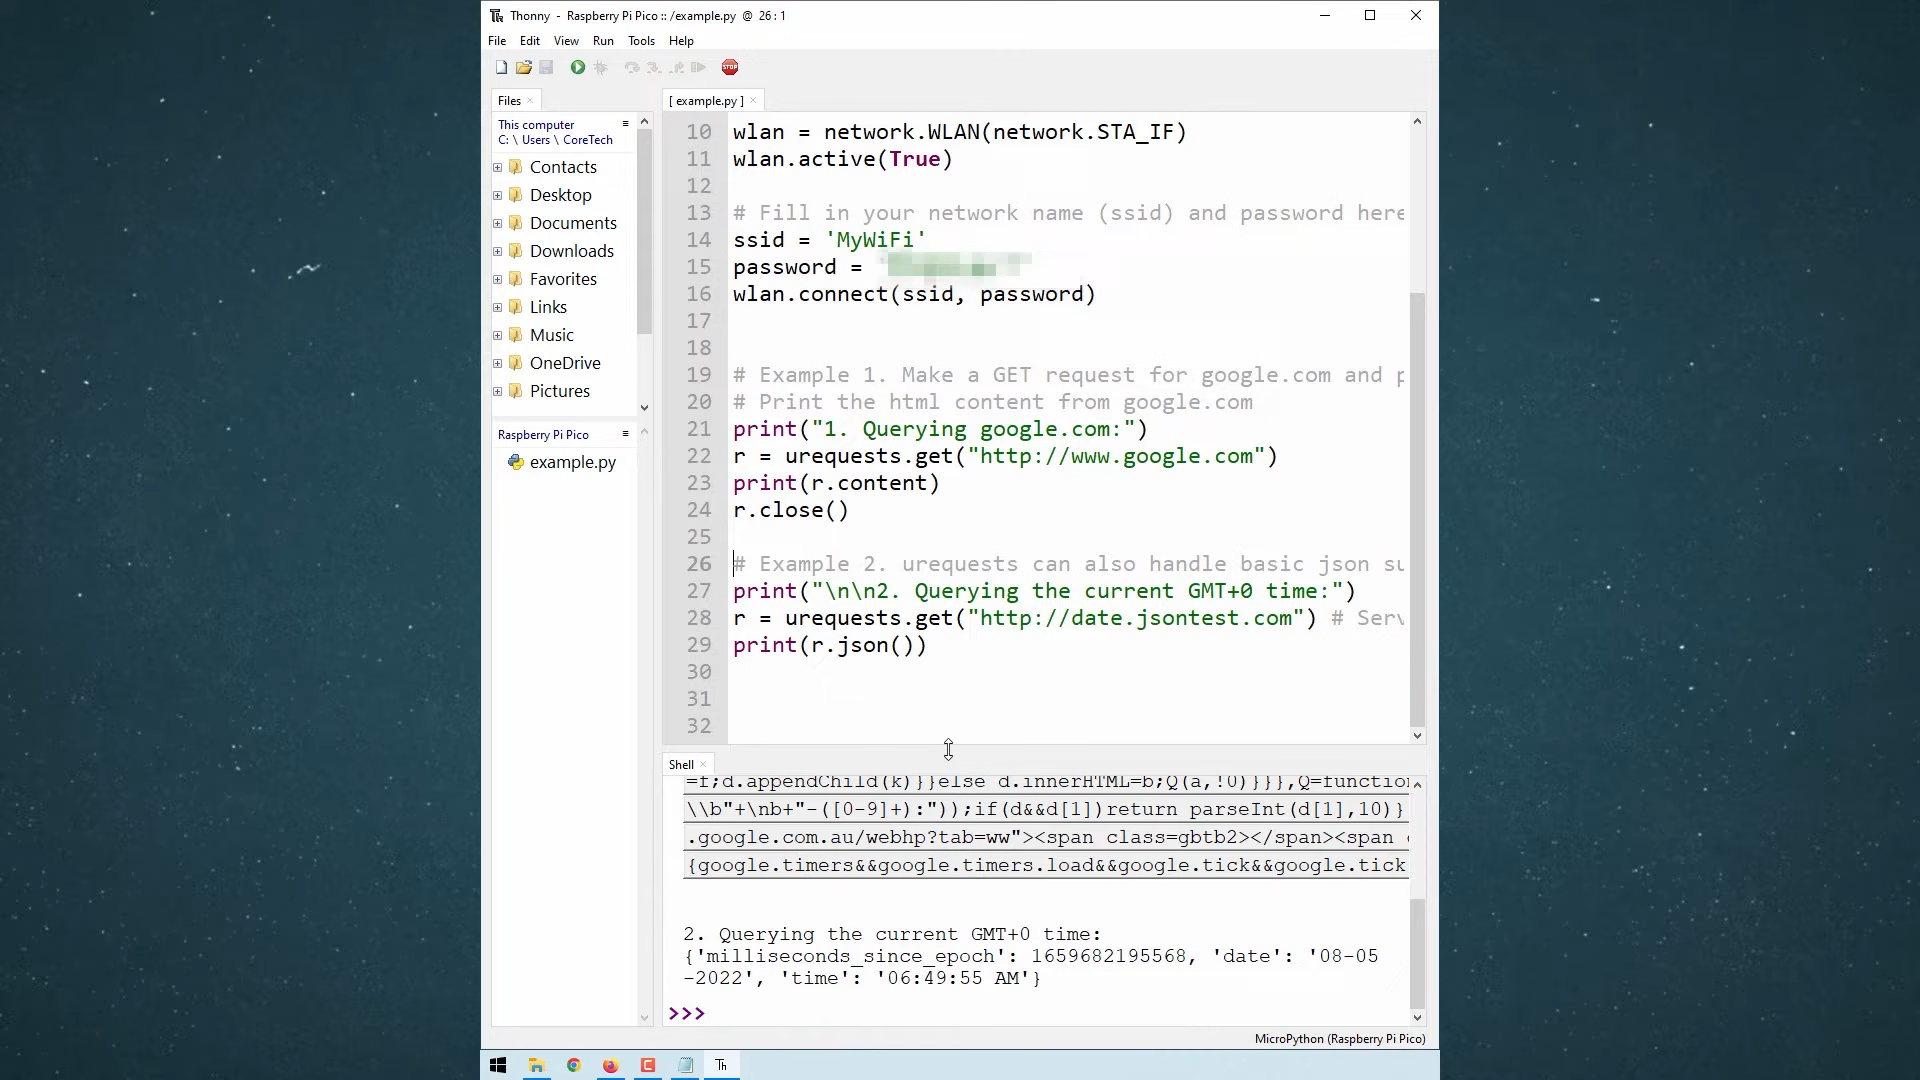 Thonny - Raspberry Pi Pico :: /example.py @ 26:1
File Edit View Run Tools Help
STOP
Files
[ example.py ]
This computer
C: \ Users \ CoreTech
Contacts
Desktop
Documents
Downloads
Favorites
Links
Music
OneDrive
Pictures
Raspberry Pi Pico
example.py
10 wlan = network.WLAN(network.STA_IF)
11 wlan.active(True)
12
13 # Fill in your network name (ssid) and password here
14 ssid = 'MyWiFi'
15 password =
16 wlan.connect(ssid, password)
17
18
19 # Example 1. Make a GET request for google.com and p
20 # Print the html content from google.com
21 print("1. Querying google.com:")
22 r = urequests.get("http://www.google.com")
23 print(r.content)
24 r.close()
25
26 # Example 2. urequests can also handle basic json su
27 print("\n\n2. Querying the current GMT+0 time:")
28 r = urequests.get("http://date.jsontest.com") # Serv
29 print(r.json())
30
31
32
Shell
=f;d.appendChild(k)}}else d.innerHTML=b;Q(a,!0)}}},Q=function
\\b"+\nb+"-([0-9]+):"));if(d&&d[1])return parseInt(d[1],10)}
.google.com.au/webhp?tab=ww"><span class=gbtb2></span><span
{google.timers&&google.timers.load&&google.tick&&google.tick
2. Querying the current GMT+0 time:
{'milliseconds_since_epoch': 1659682195568, 'date': '08-05
-2022', 'time': '06:49:55 AM'}
>>>
MicroPython (Raspberry Pi Pico)
Th